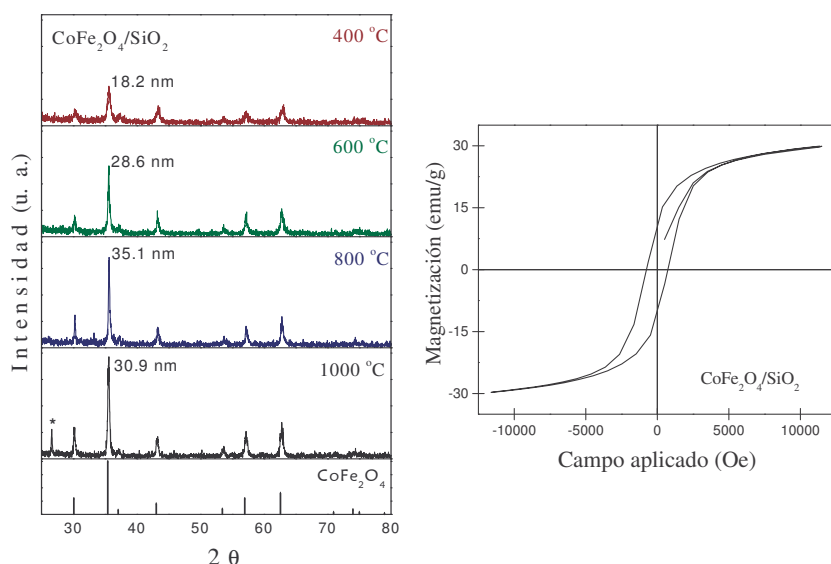 CoFe₂O₄/SiO₂
400 °C
18.2 nm
600 °C
28.6 nm
800 °C
35.1 nm
1000 °C
30.9 nm
*
CoFe₂O₄
30 40 50 60 70 80
2 θ
Intensidad (u. a.)
30
15
0
-15
-30
Magnetización (emu/g)
CoFe₂O₄/SiO₂
-10000 -5000 0 5000 10000
Campo aplicado (Oe)